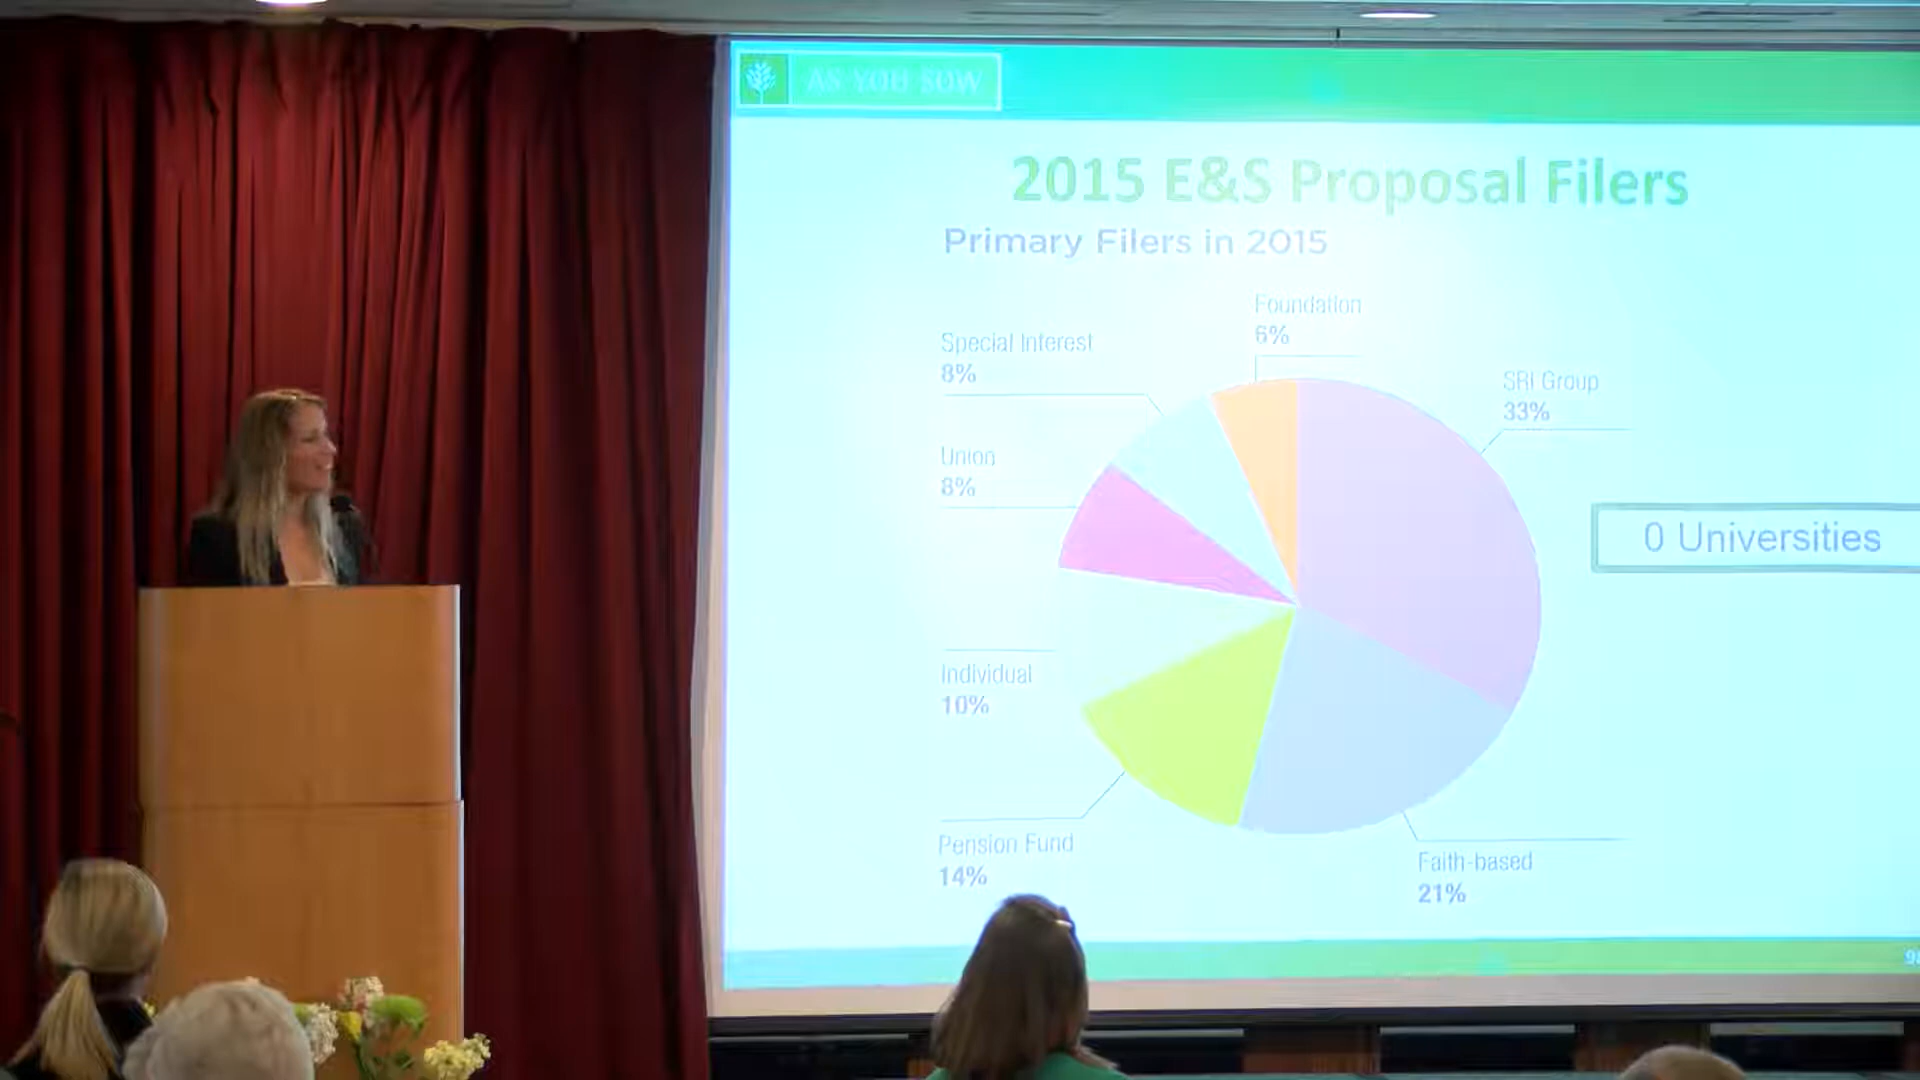 AS YOU SOW
2015 E&S Proposal Filers
Primary Filers in 2015
Foundation
6%
Special Interest
8%
SRI Group
33%
Union
8%
0 Universities
Individual
10%
Pension Fund
14%
Faith-based
21%